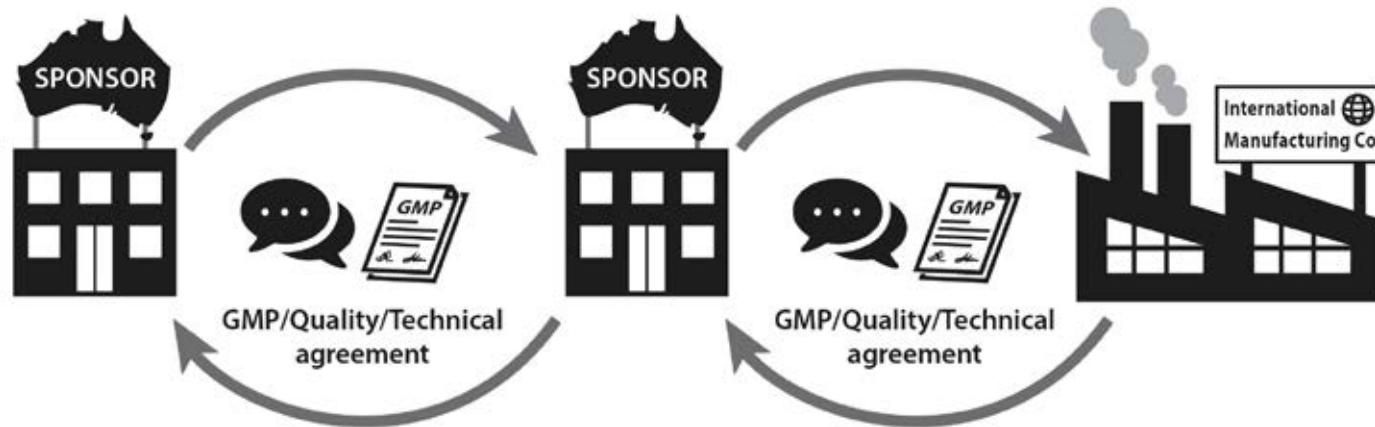 SPONSOR
GMP
GMP/Quality/Technical
agreement
SPONSOR
GMP
GMP/Quality/Technical
agreement
International
Manufacturing Co